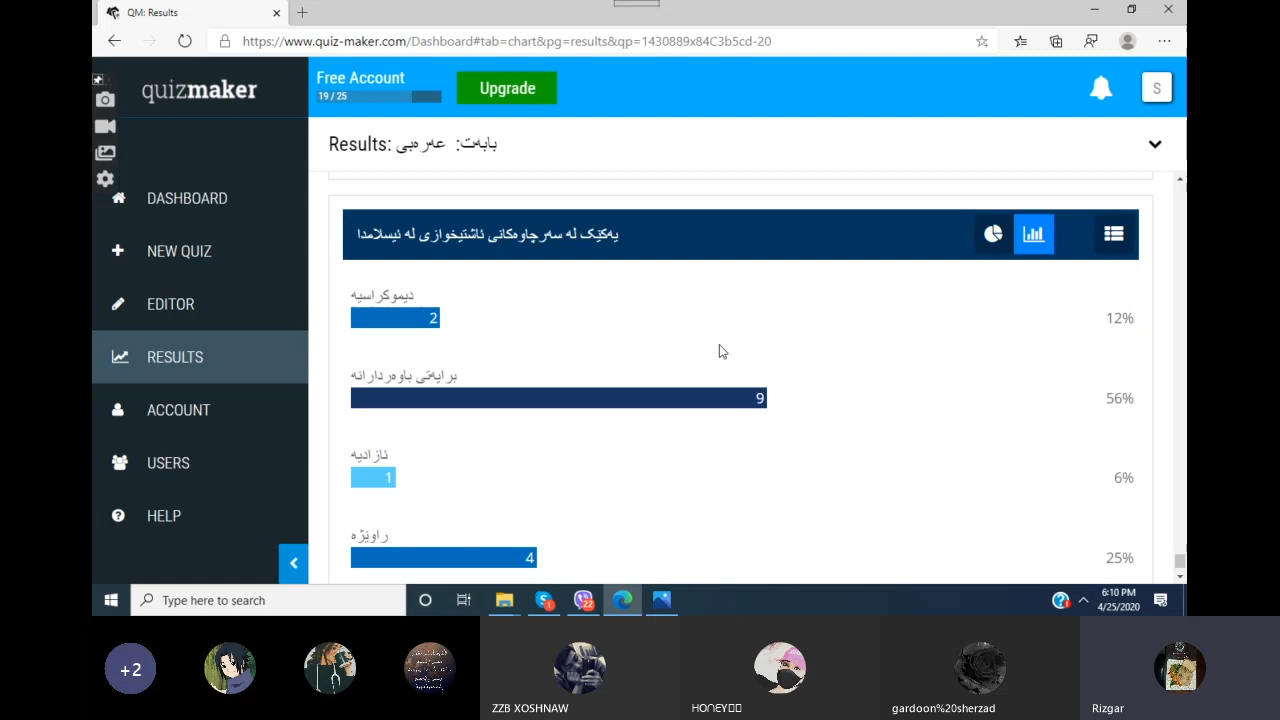 QM: Results
https://www.quiz-maker.com/Dashboard#tab=chart&pg=results&qp=1430889x84C3b5cd-20
quizmaker
Free Account
19 / 25
Upgrade
S
Results: بابەت: عەرەبی
DASHBOARD
NEW QUIZ
EDITOR
RESULTS
ACCOUNT
USERS
HELP
یەکێک لە سەرچاوەکانی ئاشتیخوازی لە ئیسلامدا
دیموکراسیە
2
12%
برایەتی باوەردارانە
9
56%
ئازادیە
1
6%
راوێژە
4
25%
Type here to search
1
22
6:10 PM
4/25/2020
+2
ZZB XOSHNAW
gardoon%20sherzad
Rizgar